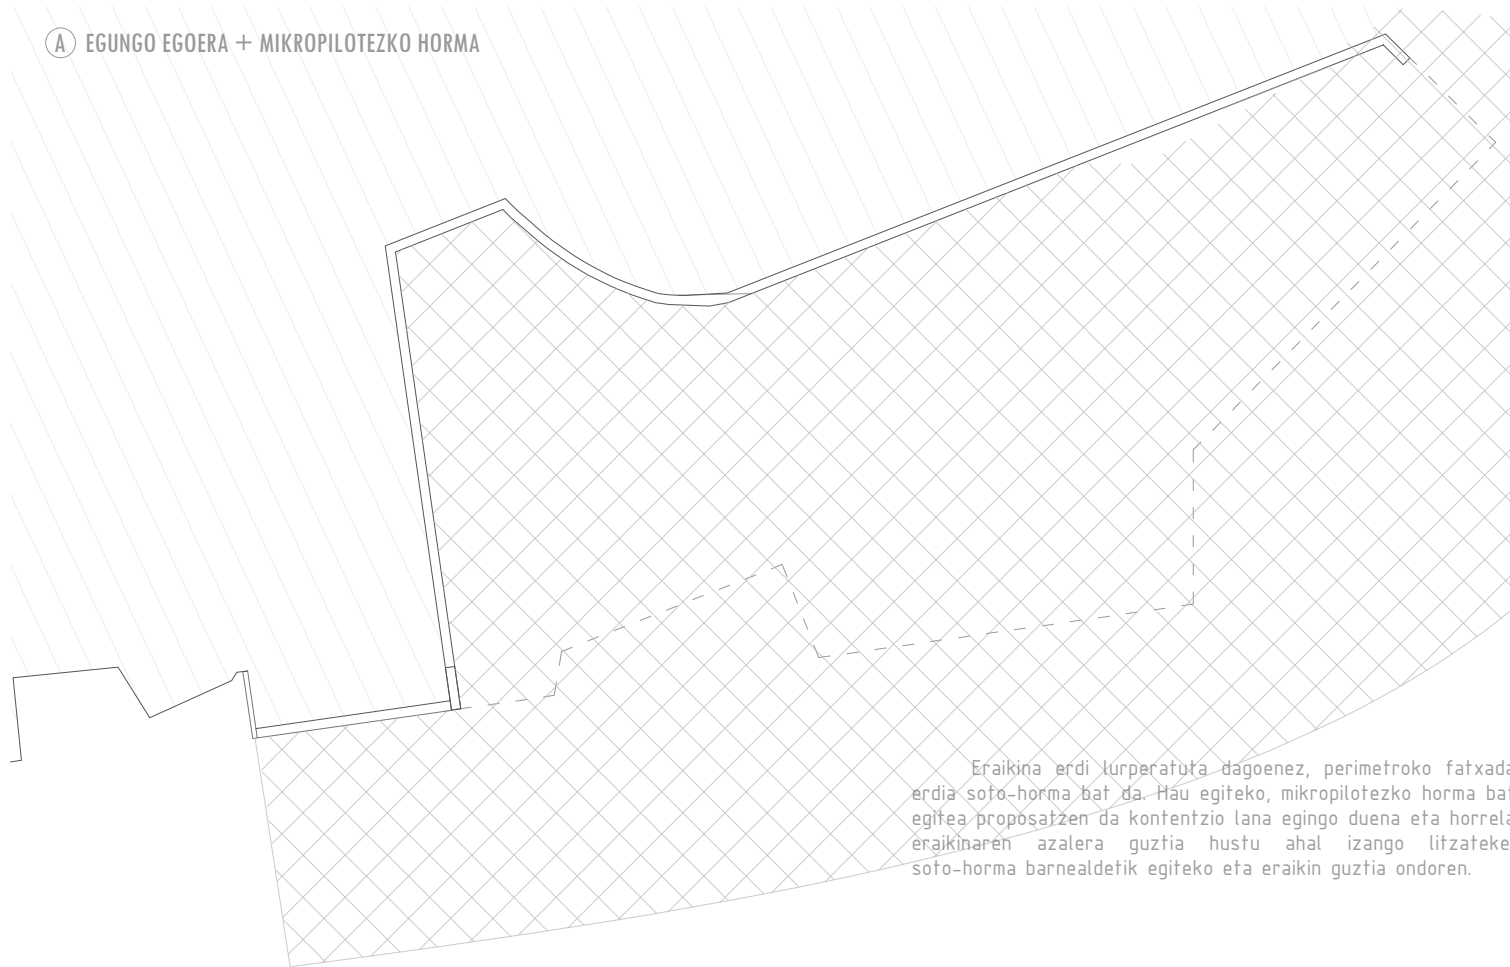 A EGUNGO EGOERA + MIKROPILOTEZKO HORMA
Eraikina erdi lurperatuta dagoenez, perimetroko fatxada
erdia soto-horma bat da. Hau egiteko, mikropilotezko horma bat
egitea proposatzen da kontentzio lana egingo duena eta horrela
eraikinaren azalera guztia hustu ahal izango litzateke,
soto-horma barnealdetik egiteko eta eraikin guztia ondoren.